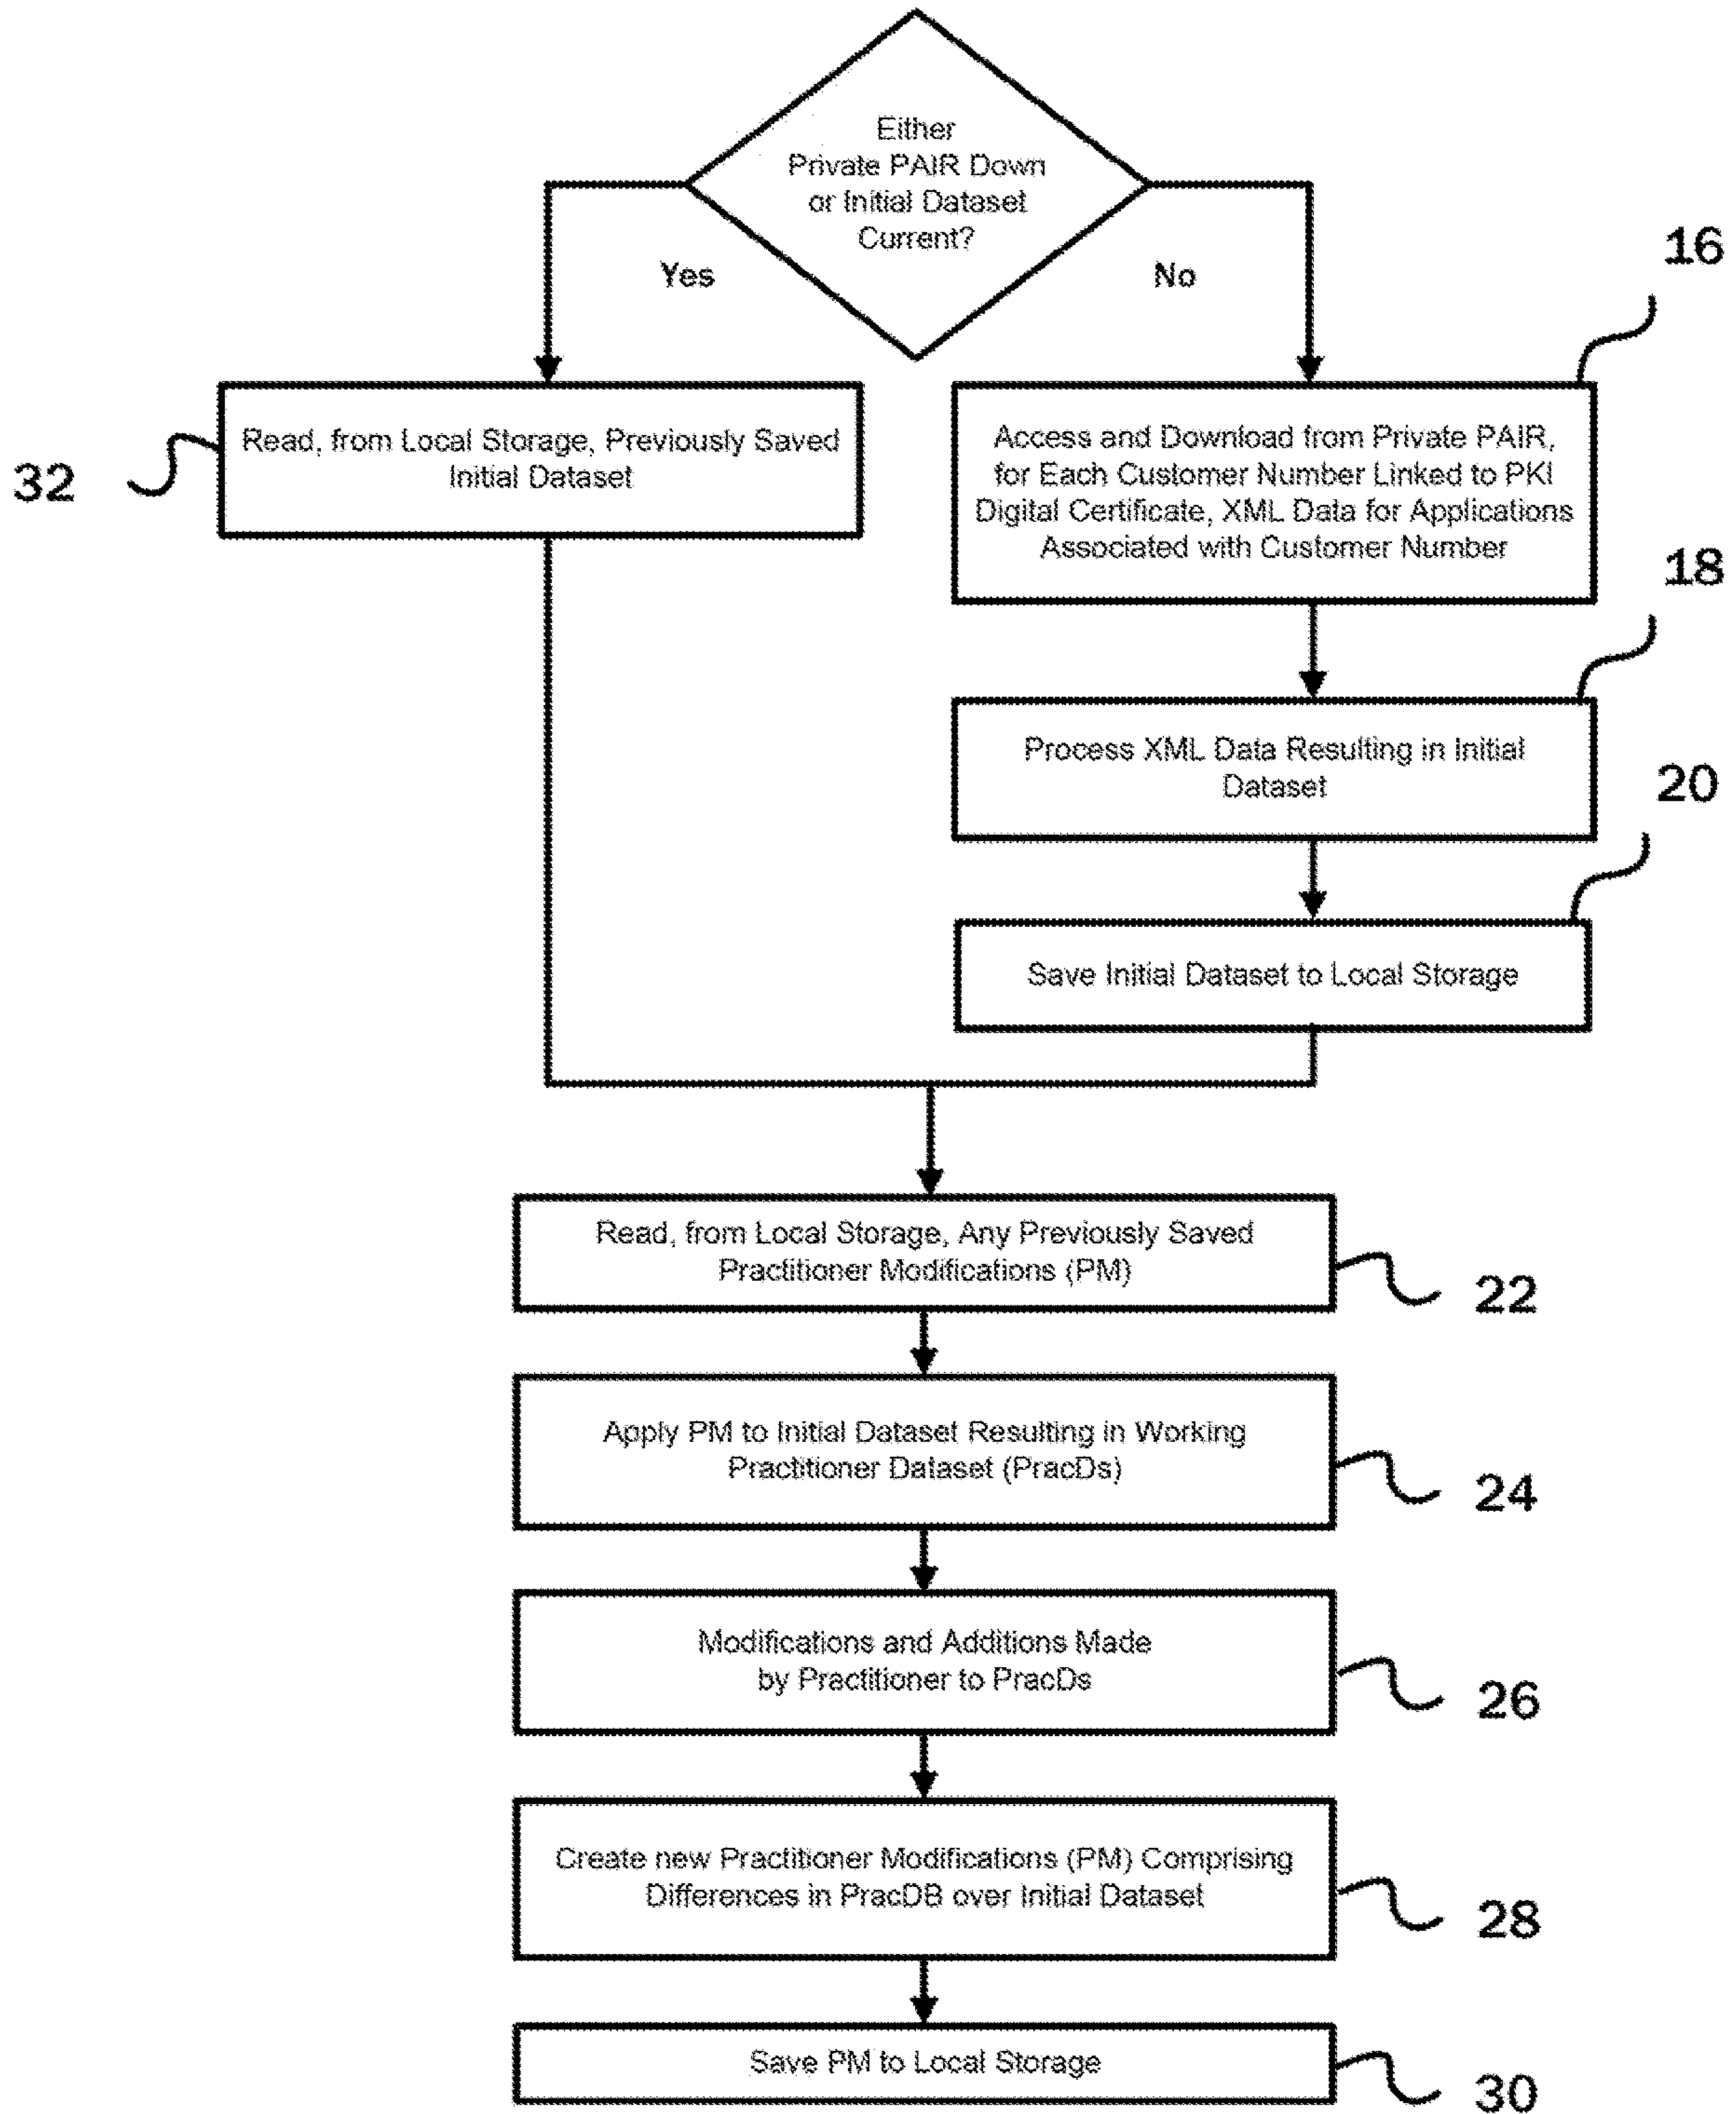 Either
Private PAIR Down
or Initial Dataset
Current?
Yes
No
16
Read, from Local Storage, Previously Saved
Initial Dataset
32
Access and Download from Private PAIR,
for Each Customer Number Linked to PKI
Digital Certificate, XML Data for Applications
Associated with Customer Number
18
Process XML Data Resulting in Initial
Dataset
20
Save Initial Dataset to Local Storage
Read, from Local Storage, Any Previously Saved
Practitioner Modifications (PM)
22
Apply PM to Initial Dataset Resulting in Working
Practitioner Dataset (PracDs)
24
Modifications and Additions Made
by Practitioner to PracDs
26
Create new Practitioner Modifications (PM) Comprising
Differences in PracDB over Initial Dataset
28
Save PM to Local Storage
30